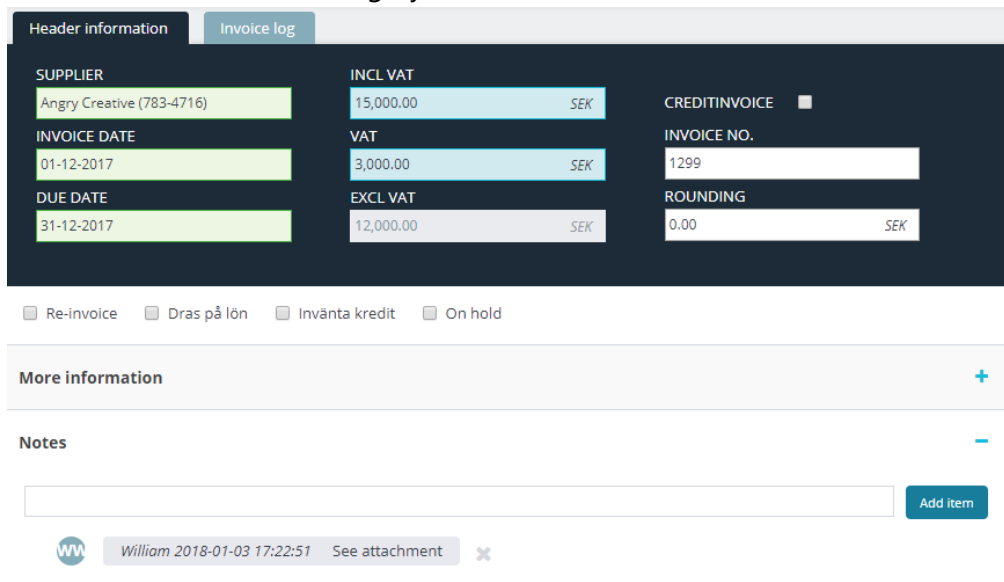 Header information Invoice log
SUPPLIER
Angry Creative (783-4716)
INVOICE DATE
01-12-2017
DUE DATE
31-12-2017
INCL VAT
15,000.00 SEK
VAT
3,000.00 SEK
EXCL VAT
12,000.00 SEK
CREDITINVOICE
INVOICE NO.
1299
ROUNDING
0.00 SEK
Re-invoice Dras på lön Invänta kredit On hold
More information +
Notes −
Add item
WW William 2018-01-03 17:22:51 See attachment